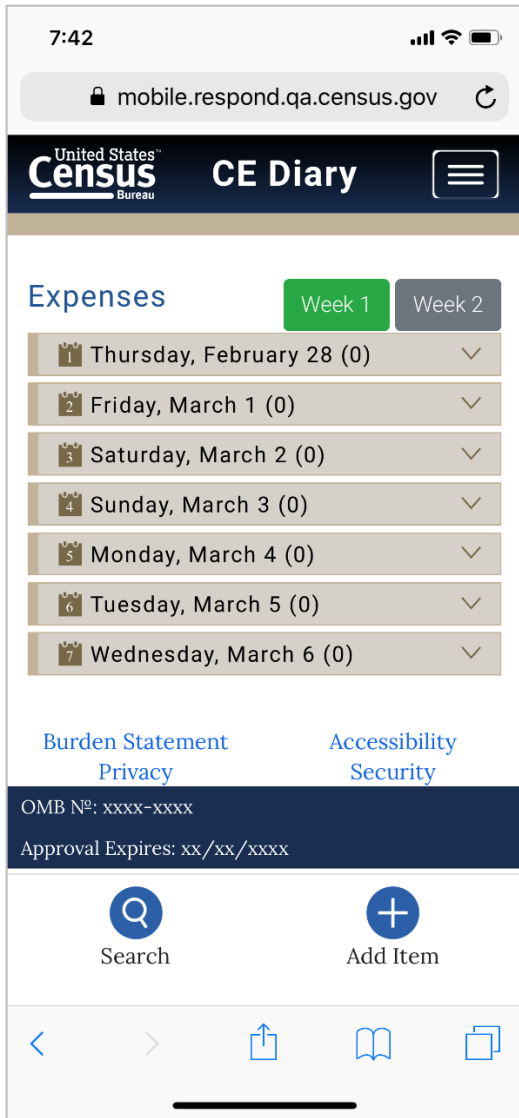 7:42
mobile.respond.qa.census.gov
United States™
Census
Bureau
CE Diary
Expenses
Week 1
Week 2
1 Thursday, February 28 (0)
2 Friday, March 1 (0)
3 Saturday, March 2 (0)
4 Sunday, March 3 (0)
5 Monday, March 4 (0)
6 Tuesday, March 5 (0)
7 Wednesday, March 6 (0)
Burden Statement
Accessibility
Privacy
Security
OMB №: xxxx-xxxx
Approval Expires: xx/xx/xxxx
Search
Add Item